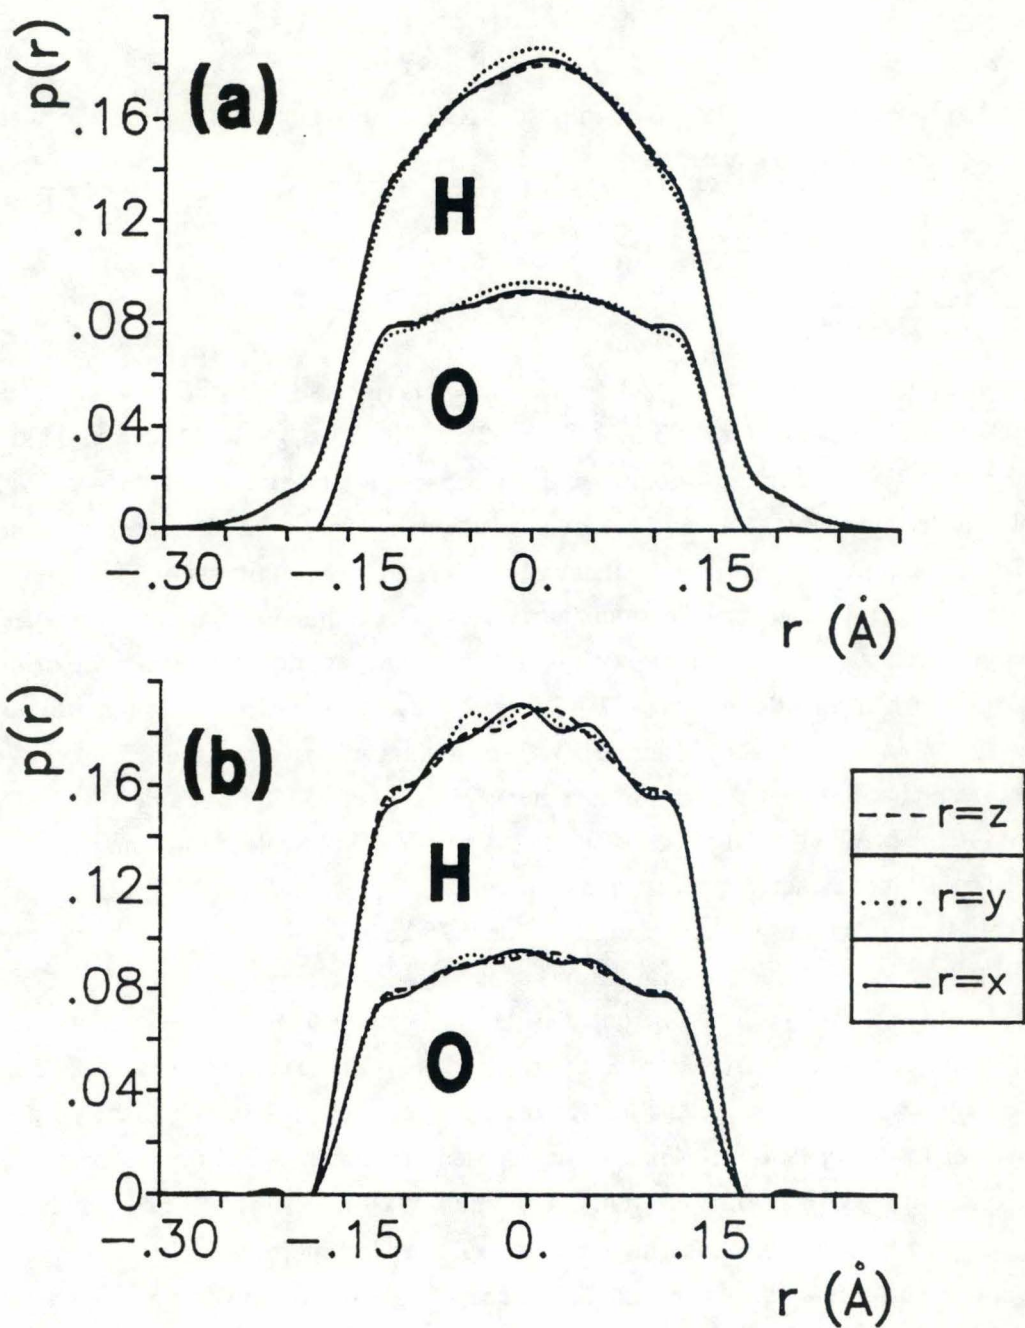 p(r)
(a)
.16
H
.12
.08
O
.04
0
−.30 −.15 0. .15
r (Å)
p(r)
(b)
.16
r=z
H
.12
r=y
.08
r=x
O
.04
0
−.30 −.15 0. .15
r (Å)